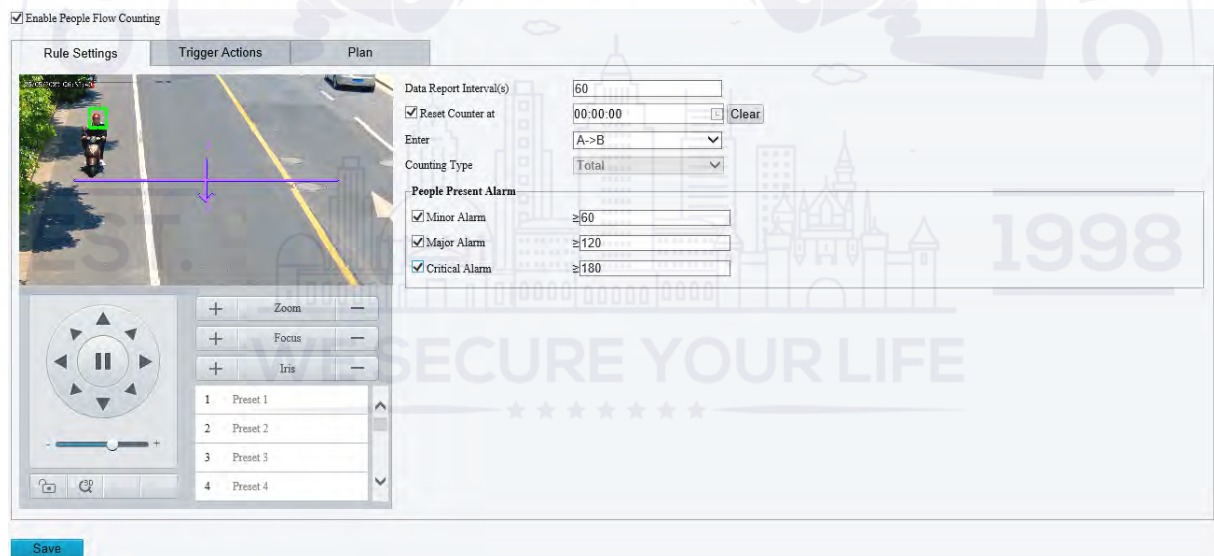 Enable People Flow Counting
Rule Settings Trigger Actions Plan
Data Report Interval(s) 60
Reset Counter at 00:00:00 Clear
Enter A->B
Counting Type Total
People Present Alarm
Minor Alarm ≥60
Major Alarm ≥120
Critical Alarm ≥180
EST. 1998
WE SECURE YOUR LIFE
+ Zoom −
+ Focus −
+ Iris −
1 Preset 1
2 Preset 2
3 Preset 3
4 Preset 4
- +
3D
Save